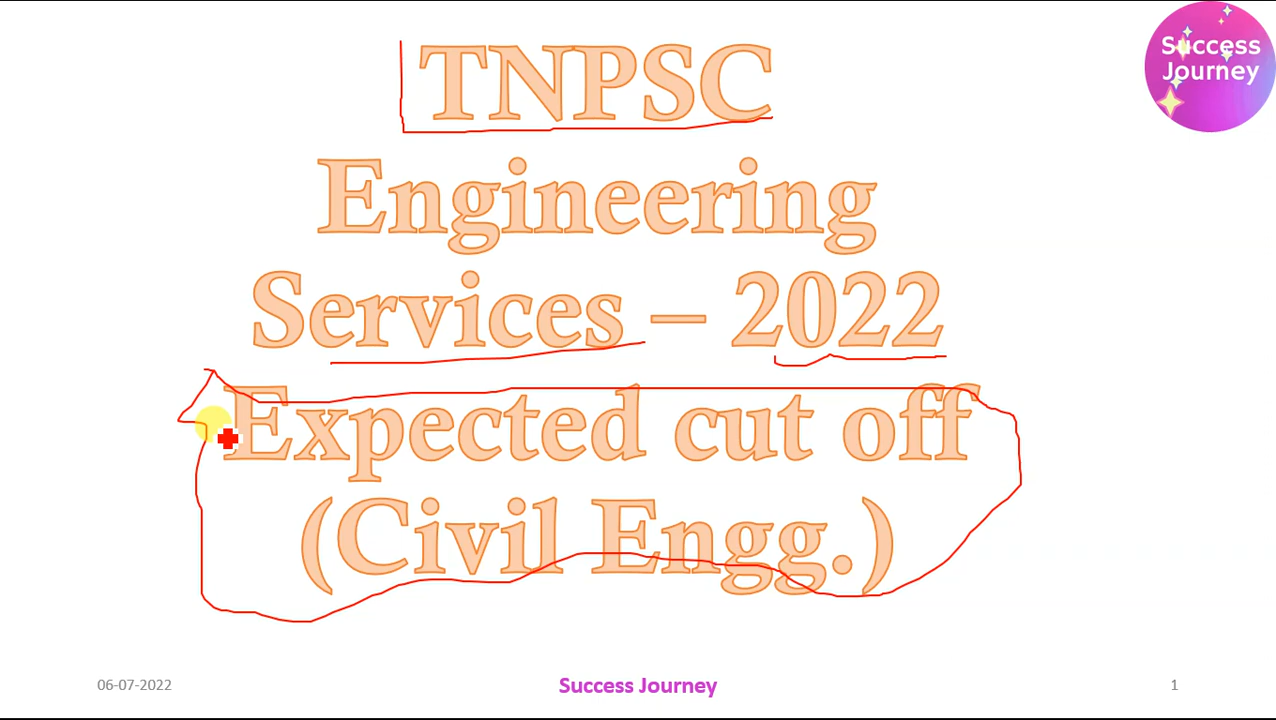 TNPSC
Engineering
Services – 2022
Expected cut off
(Civil Engg.)
Success
Journey
06-07-2022
Success Journey
1